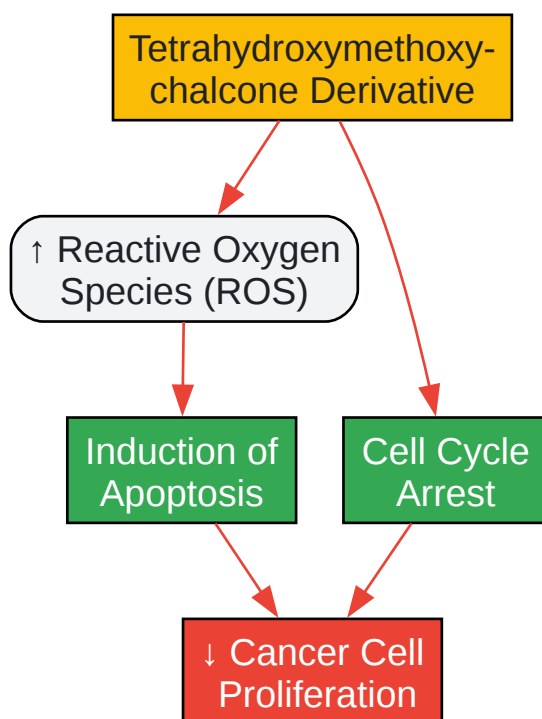 Tetrahydroxymethoxy-
chalcone Derivative
↑ Reactive Oxygen
Species (ROS)
Induction of
Apoptosis
Cell Cycle
Arrest
↓ Cancer Cell
Proliferation